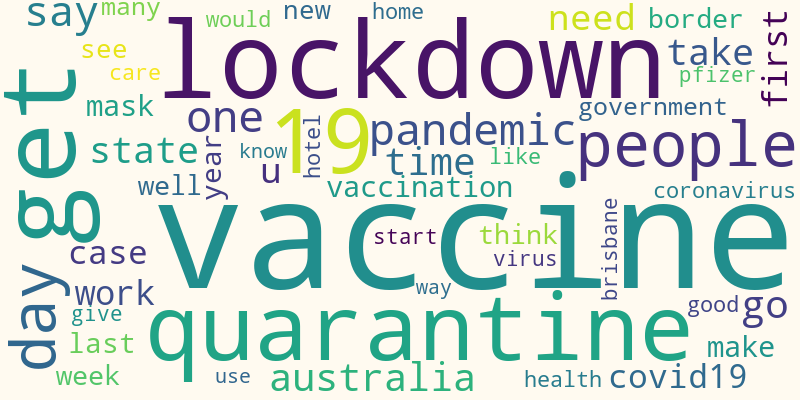 say
many
would
new
home
need
border
first
see
care
lockdown
take
pfizer
get
mask
one
19
hotel
pandemic
government
people
state
year
know
u
time
like
well
vaccination
coronavirus
vaccine
case
start
think
virus
brisbane
day
work
way
give
quarantine
good
go
last
make
week
use
australia
health
covid19